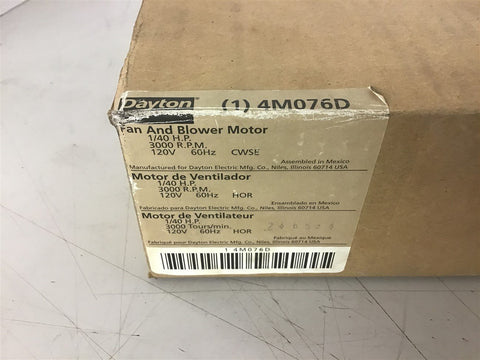 Dayton (1) 4M076D
Fan And Blower Motor
1/40 H.P.
3000 R.P.M.
120V 60Hz CWSE
Assembled in Mexico
Manufactured for Dayton Electric Mfg. Co., Niles, Illinois 60714 USA
Motor de Ventilador
1/40 H.P.
3000 R.P.M.
120V 60Hz HOR
Ensemblado en Mexico
Fabricado para Dayton Electric Mfg. Co., Niles, Illinois 60714 USA
Motor de Ventilateur
1/40 H.P.
3000 Tours/min.
120V 60Hz HOR
Fabriqué au Mexique
Fabriqué pour Dayton Electric Mfg. Co., Niles, Illinois 60714 USA
1 4M076D